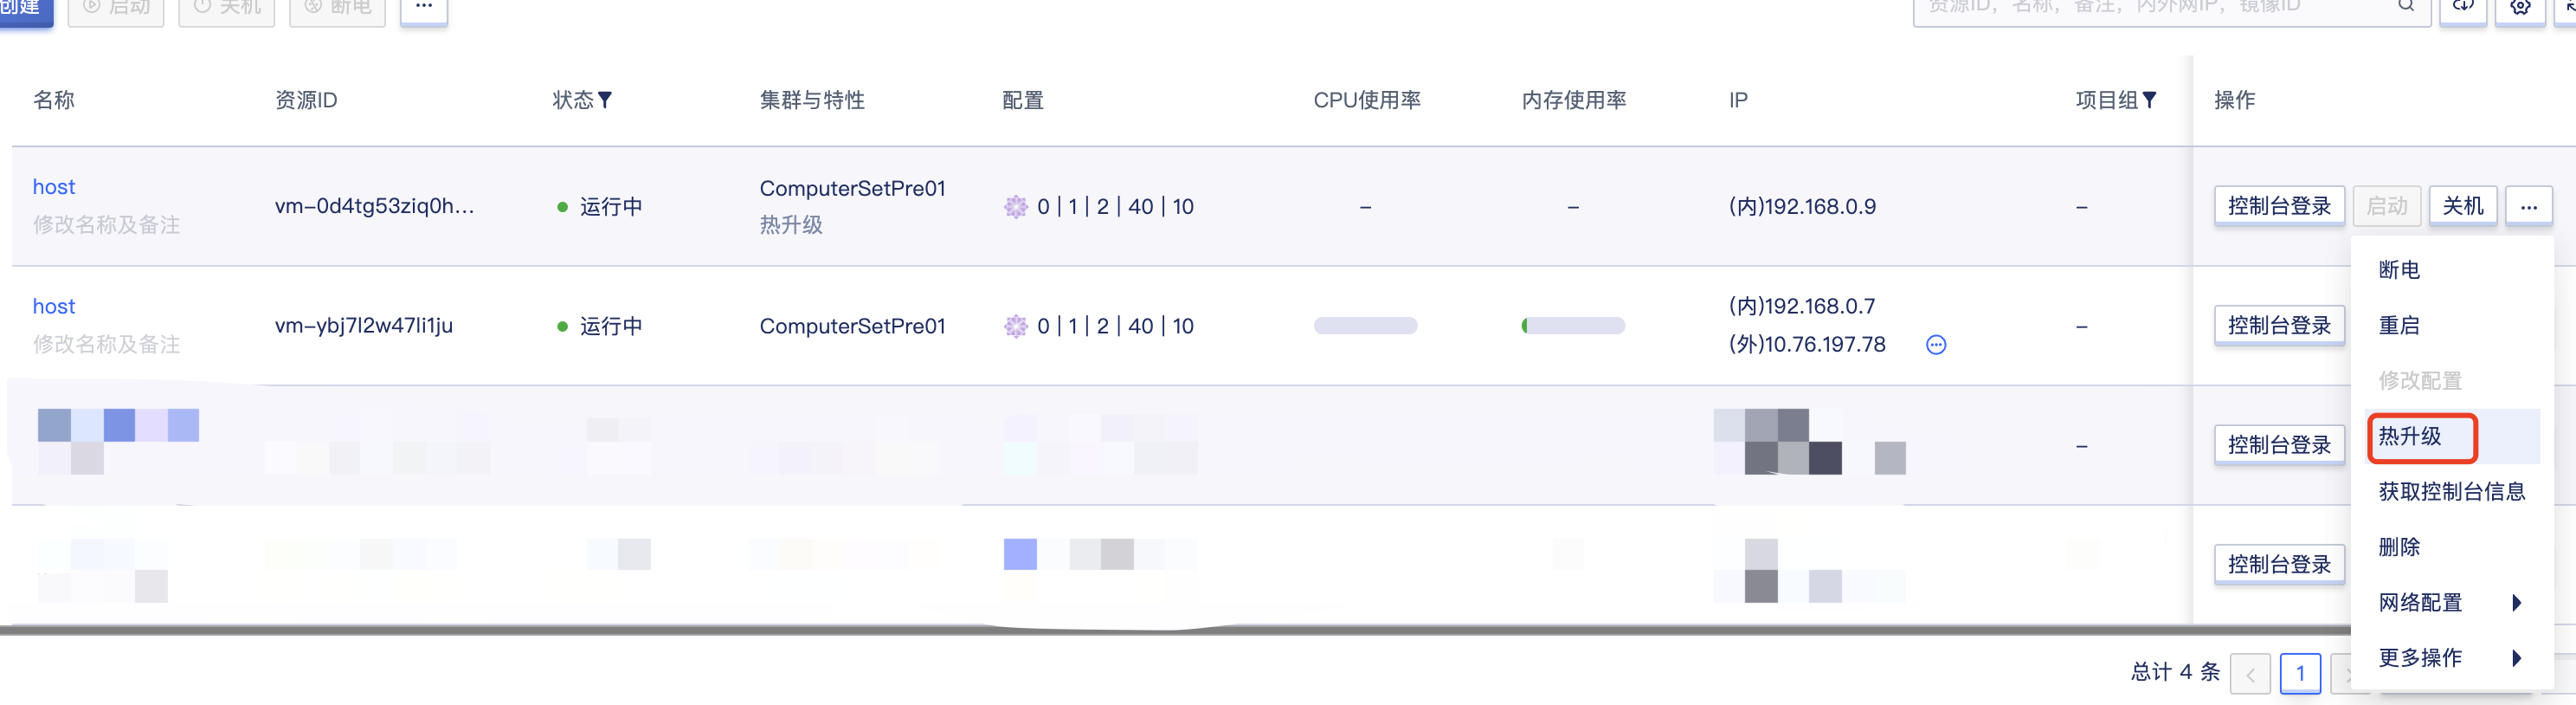 创建 启动 关机 断电 ... 资源ID，名称，备注，内外网IP，镜像ID
名称 资源ID 状态 集群与特性 配置 CPU使用率 内存使用率 IP 项目组 操作
host
修改名称及备注
vm-0d4tg53ziq0h...
运行中
ComputerSetPre01
热升级
0 | 1 | 2 | 40 | 10
-
-
(内)192.168.0.9
-
控制台登录 启动 关机 ...
host
修改名称及备注
vm-ybj7l2w47li1ju
运行中
ComputerSetPre01
0 | 1 | 2 | 40 | 10
(内)192.168.0.7
(外)10.76.197.78
-
控制台登录
-
控制台登录
控制台登录
断电
重启
修改配置
热升级
获取控制台信息
删除
网络配置
更多操作
总计 4 条 < 1 >